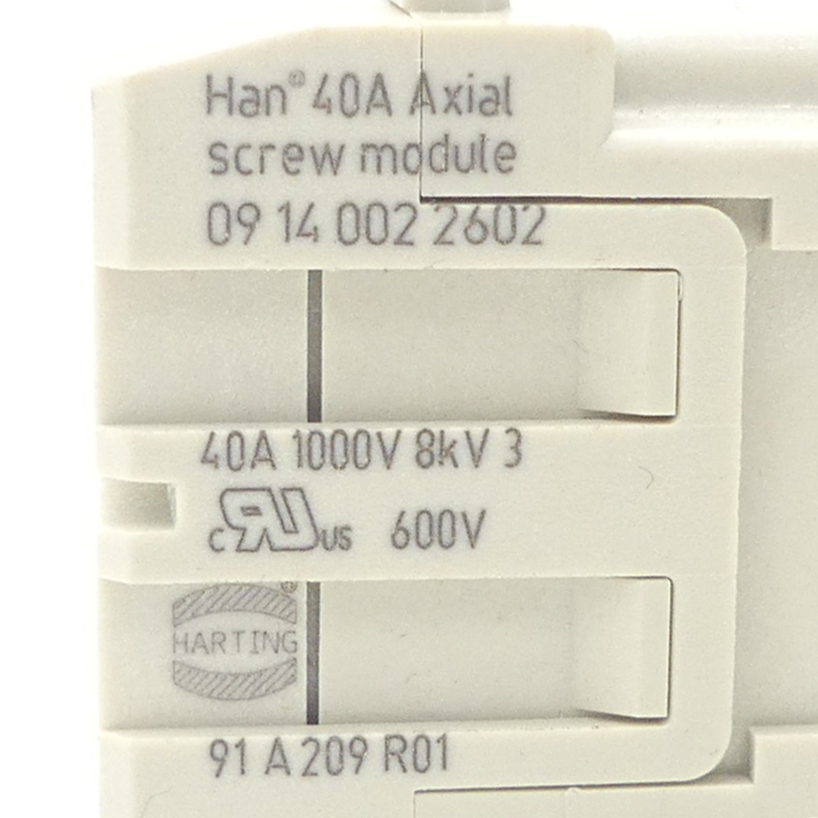 Han® 40A Axial
screw module
09 14 002 2602
40A 1000V 8kV 3
c RU us 600V
HARTING®
91 A 209 R01